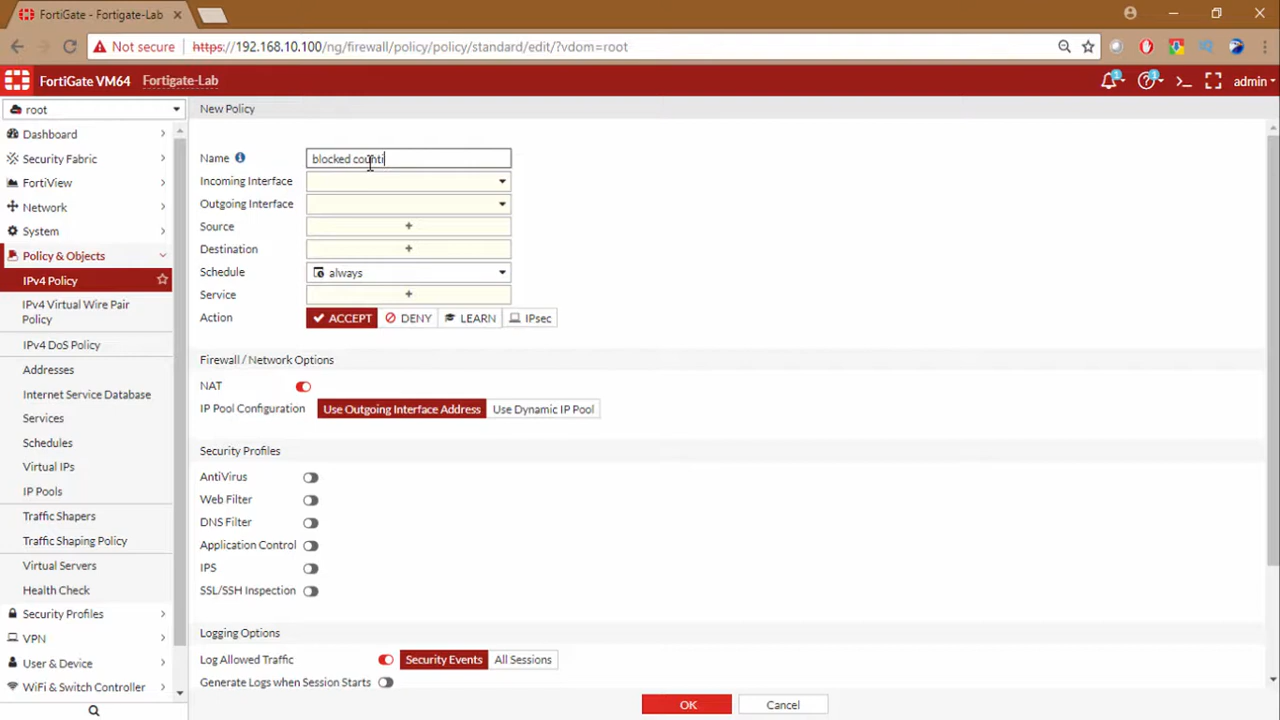 FortiGate - Fortigate-Lab
Not secure https://192.168.10.100/ng/firewall/policy/policy/standard/edit/?vdom=root
FortiGate VM64 Fortigate-Lab
1
1
admin
root
New Policy
Dashboard
Security Fabric
FortiView
Network
System
Policy & Objects
IPv4 Policy
IPv4 Virtual Wire Pair
Policy
IPv4 DoS Policy
Addresses
Internet Service Database
Services
Schedules
Virtual IPs
IP Pools
Traffic Shapers
Traffic Shaping Policy
Virtual Servers
Health Check
Security Profiles
VPN
User & Device
WiFi & Switch Controller
Name blocked counti
Incoming Interface
Outgoing Interface
Source +
Destination +
Schedule always
Service +
Action ACCEPT DENY LEARN IPsec
Firewall / Network Options
NAT
IP Pool Configuration Use Outgoing Interface Address Use Dynamic IP Pool
Security Profiles
AntiVirus
Web Filter
DNS Filter
Application Control
IPS
SSL/SSH Inspection
Logging Options
Log Allowed Traffic Security Events All Sessions
Generate Logs when Session Starts
OK Cancel